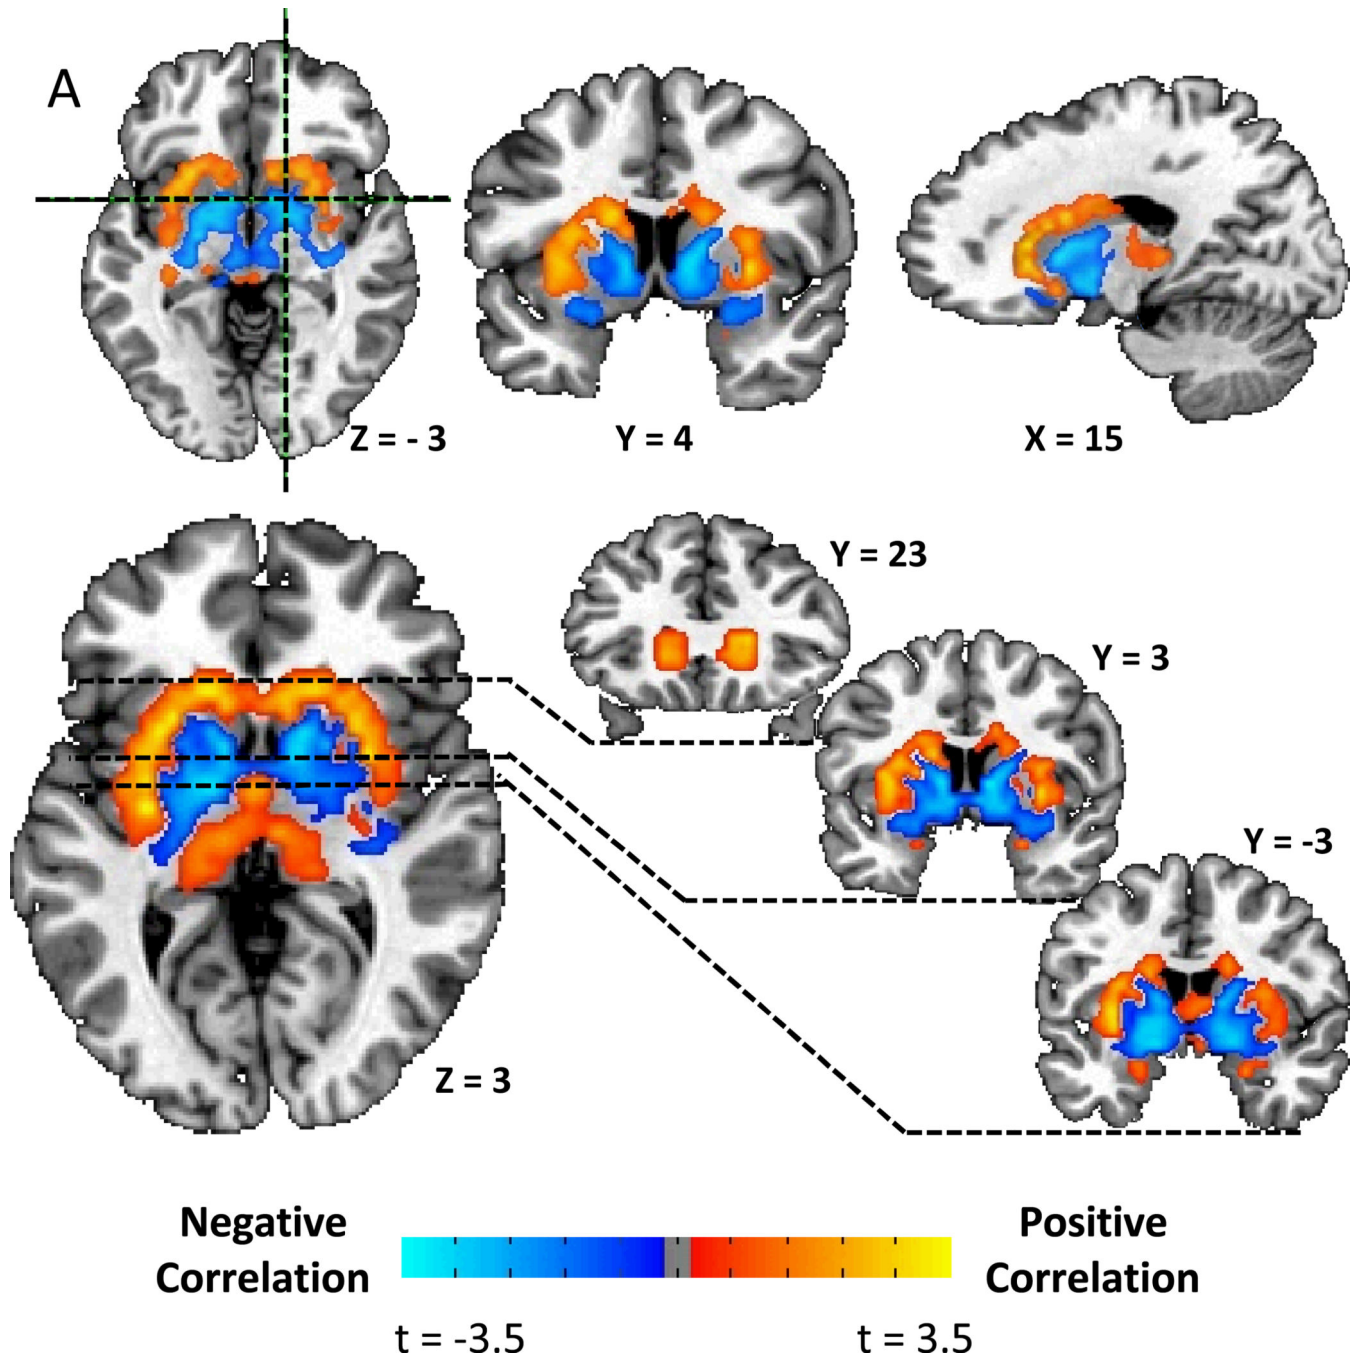 A
Z = - 3
Y = 4
X = 15
Y = 23
Y = 3
Y = -3
Z = 3
Negative
Correlation
Positive
Correlation
t = -3.5
t = 3.5